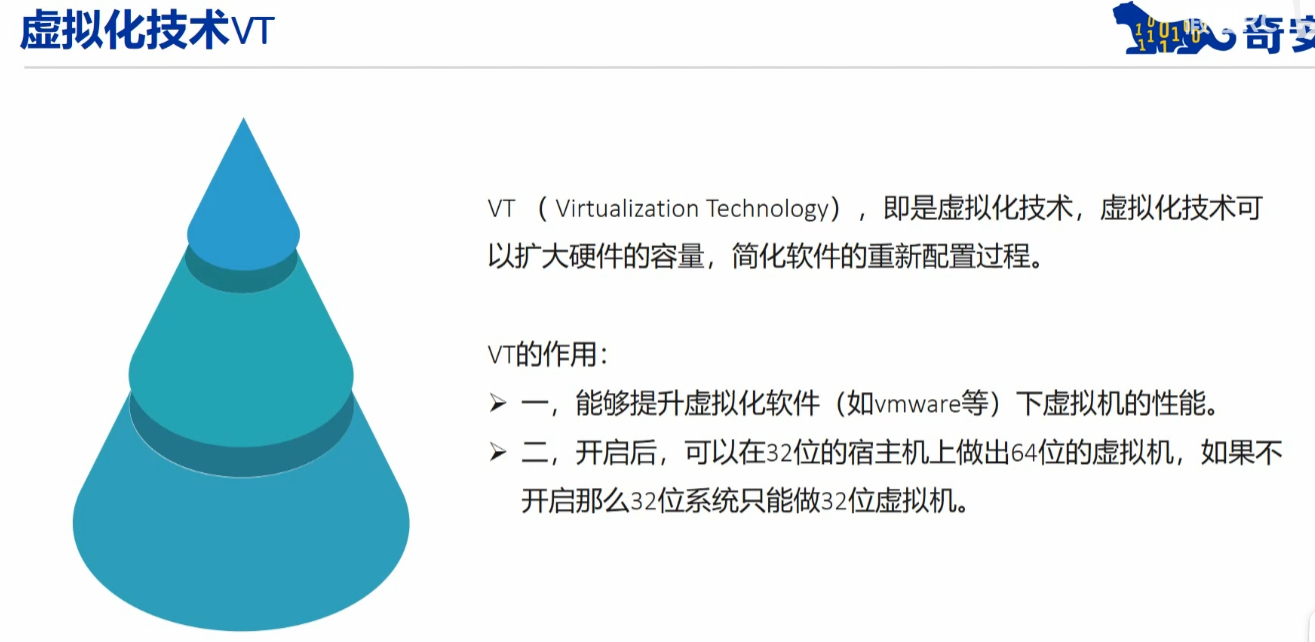 虚拟化技术VT
奇安
VT （ Virtualization Technology），即是虚拟化技术，虚拟化技术可
以扩大硬件的容量，简化软件的重新配置过程。
VT的作用：
➢ 一，能够提升虚拟化软件（如vmware等）下虚拟机的性能。
➢ 二，开启后，可以在32位的宿主机上做出64位的虚拟机，如果不
开启那么32位系统只能做32位虚拟机。